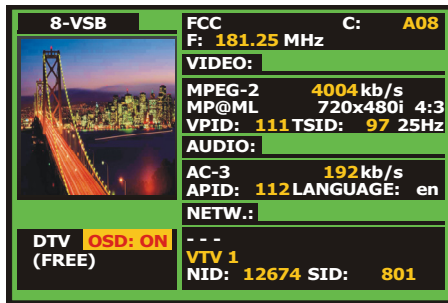 8-VSB
FCC C: A08
F: 181.25 MHz
VIDEO:
MPEG-2 4004 kb/s
MP@ML 720x480i 4:3
VPID: 111 TSID: 97 25Hz
AUDIO:
AC-3 192 kb/s
APID: 112 LANGUAGE: en
NETW.:
DTV OSD: ON
(FREE)
- - -
VTV 1
NID: 12674 SID: 801